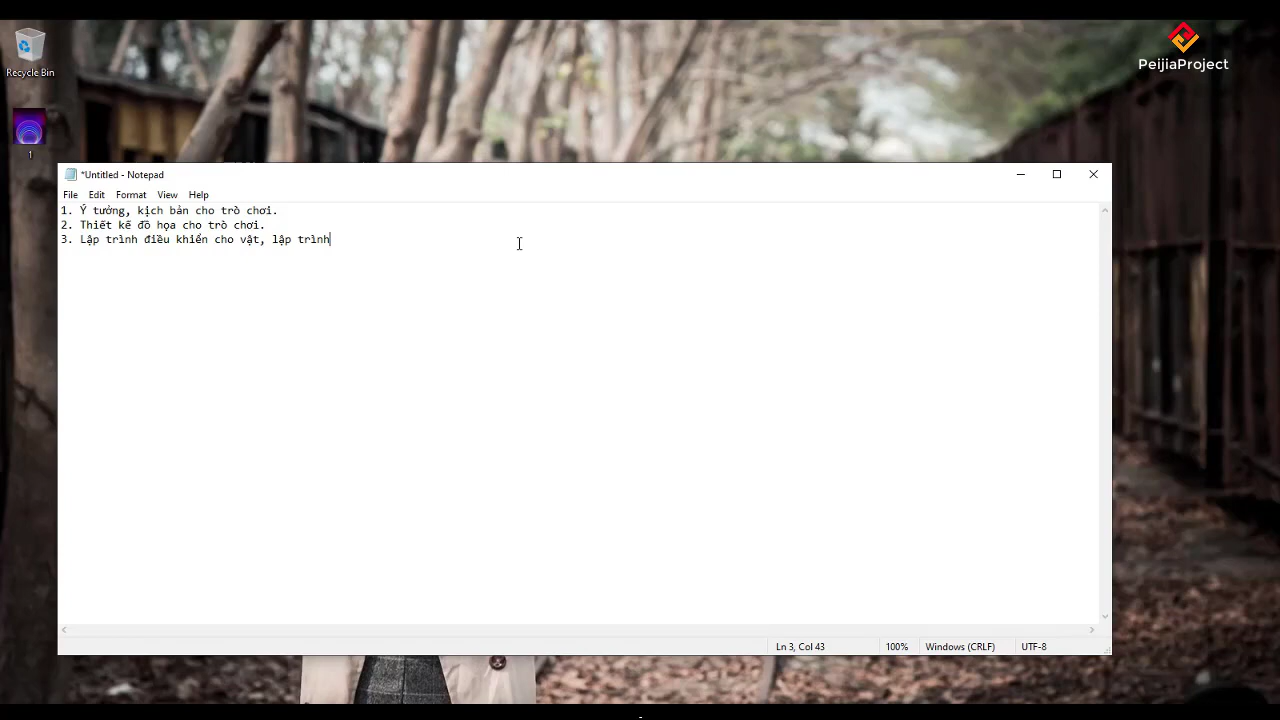 PeijiaProject
Recycle Bin
1
*Untitled - Notepad
File Edit Format View Help
1. Ý tưởng, kịch bản cho trò chơi.
2. Thiết kế đồ họa cho trò chơi.
3. Lập trình điều khiển cho vật, lập trình
Ln 3, Col 43
100%
Windows (CRLF)
UTF-8